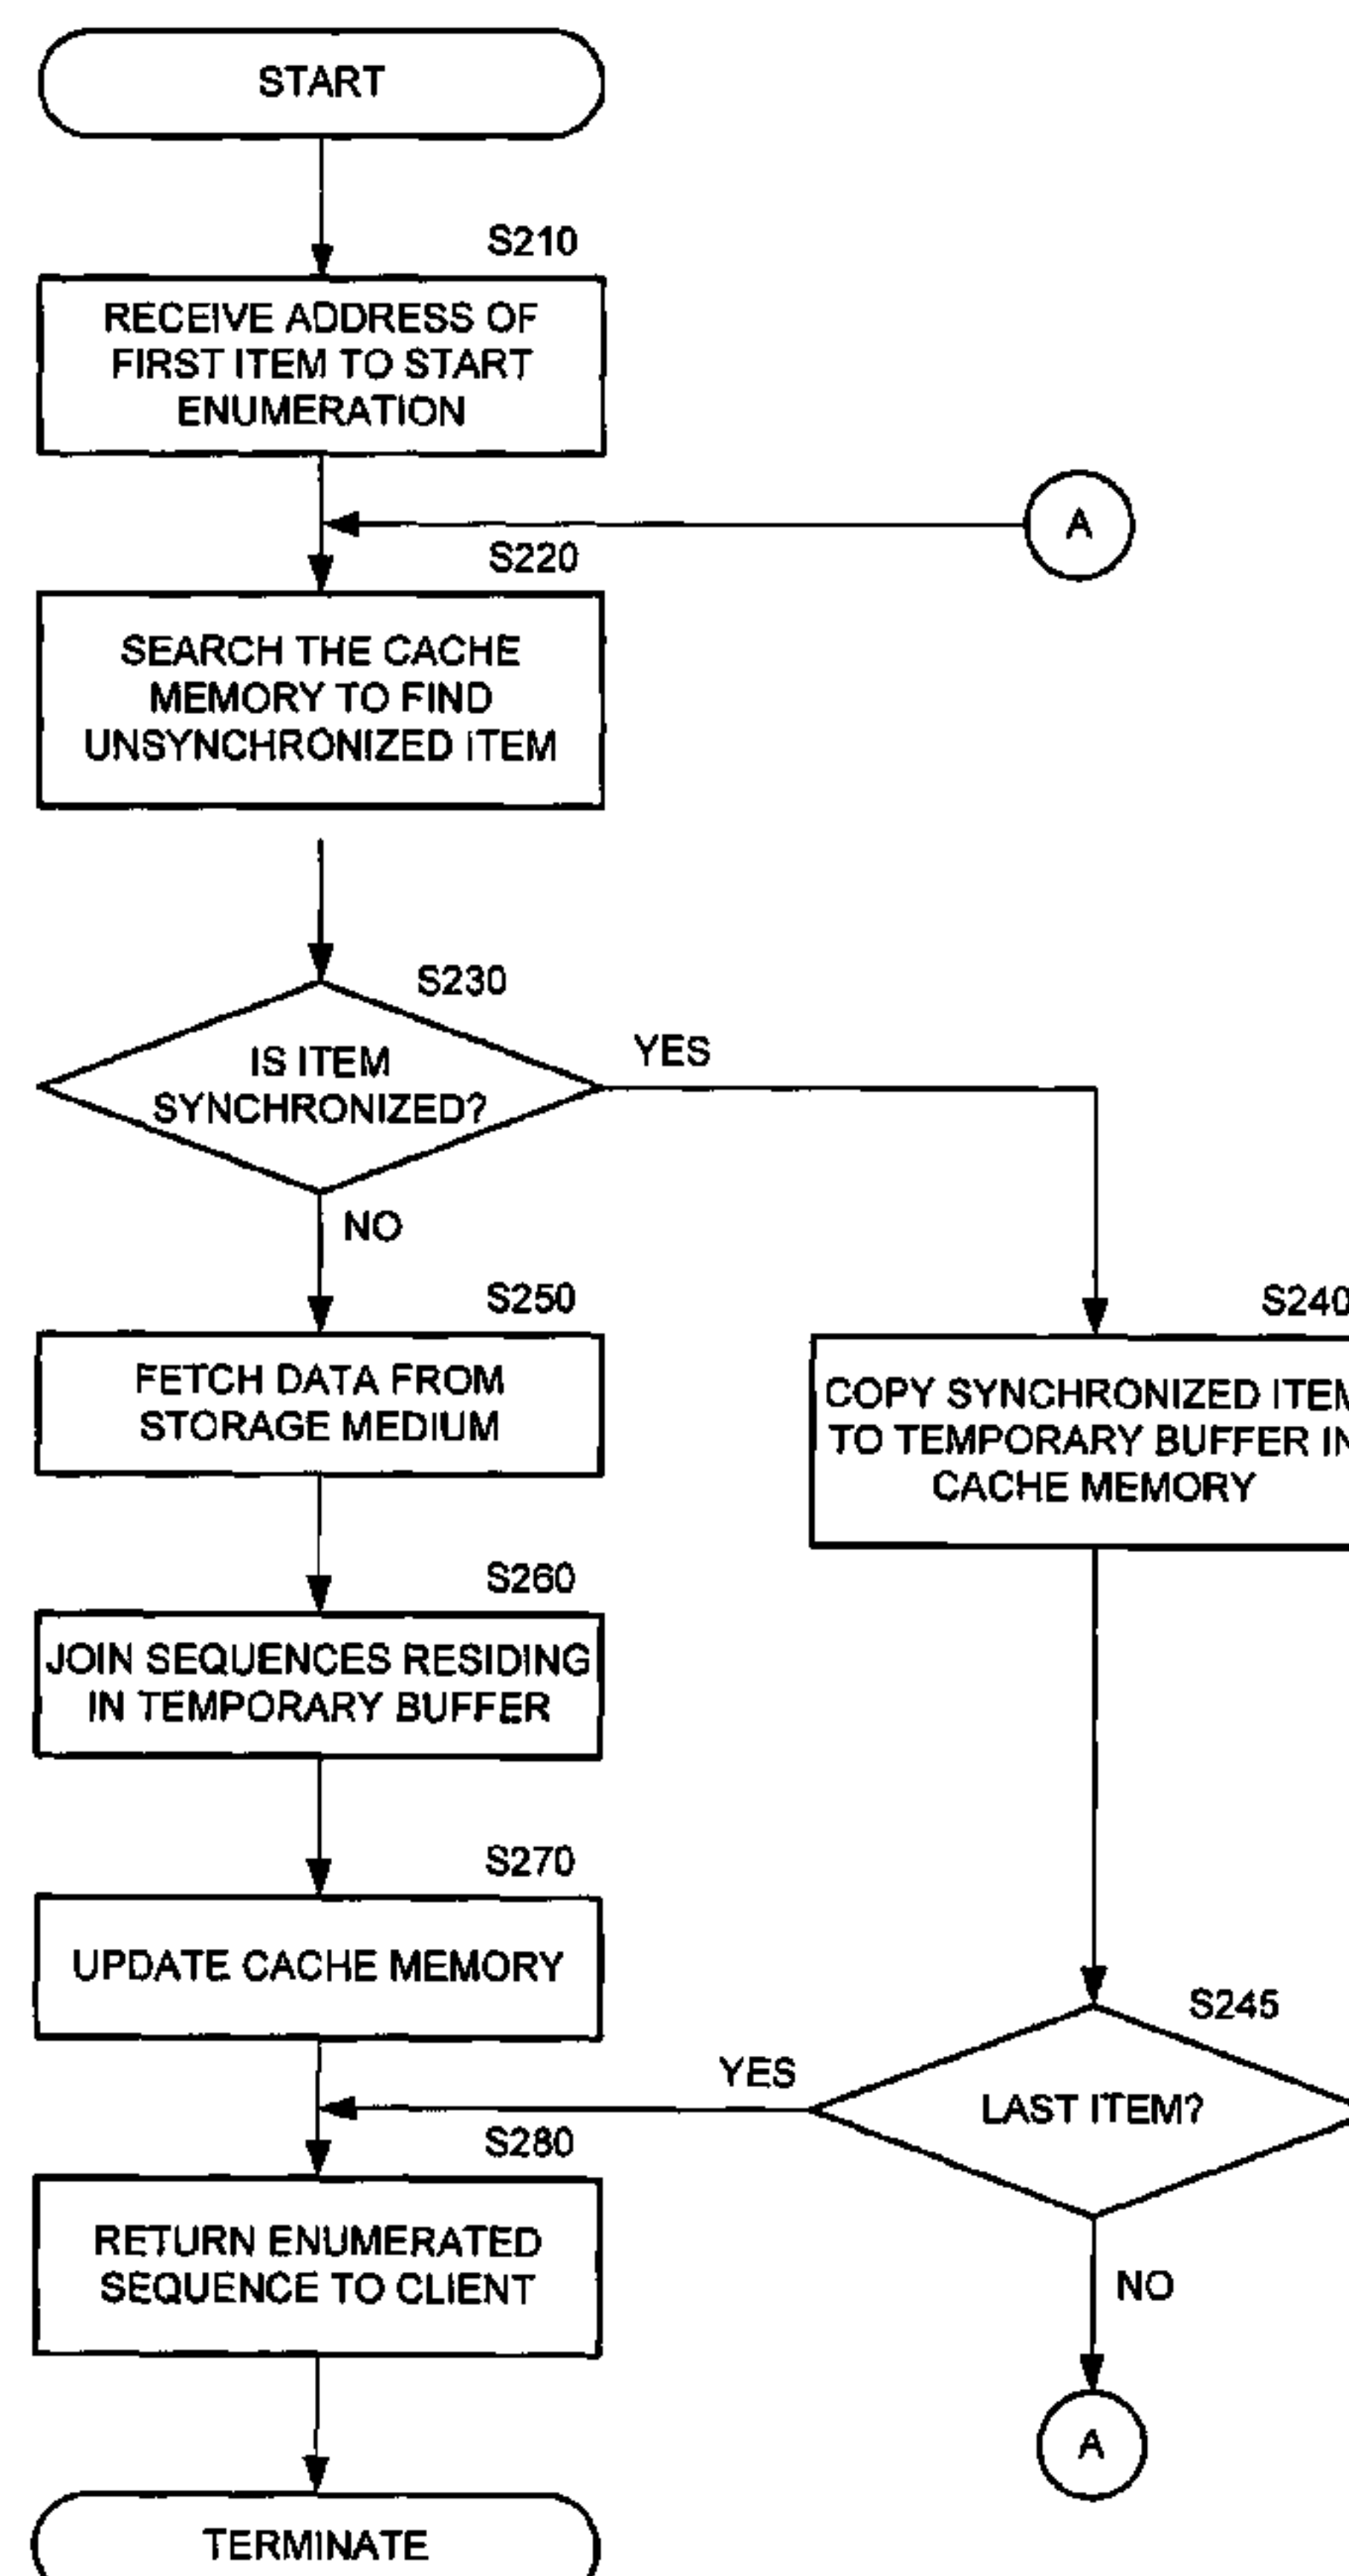 START
S210
RECEIVE ADDRESS OF
FIRST ITEM TO START
ENUMERATION
A
S220
SEARCH THE CACHE
MEMORY TO FIND
UNSYNCHRONIZED ITEM
S230
IS ITEM
SYNCHRONIZED?
YES
NO
S250
FETCH DATA FROM
STORAGE MEDIUM
S240
COPY SYNCHRONIZED ITEM
TO TEMPORARY BUFFER IN
CACHE MEMORY
S260
JOIN SEQUENCES RESIDING
IN TEMPORARY BUFFER
S270
UPDATE CACHE MEMORY
S245
LAST ITEM?
YES
NO
S280
RETURN ENUMERATED
SEQUENCE TO CLIENT
A
TERMINATE